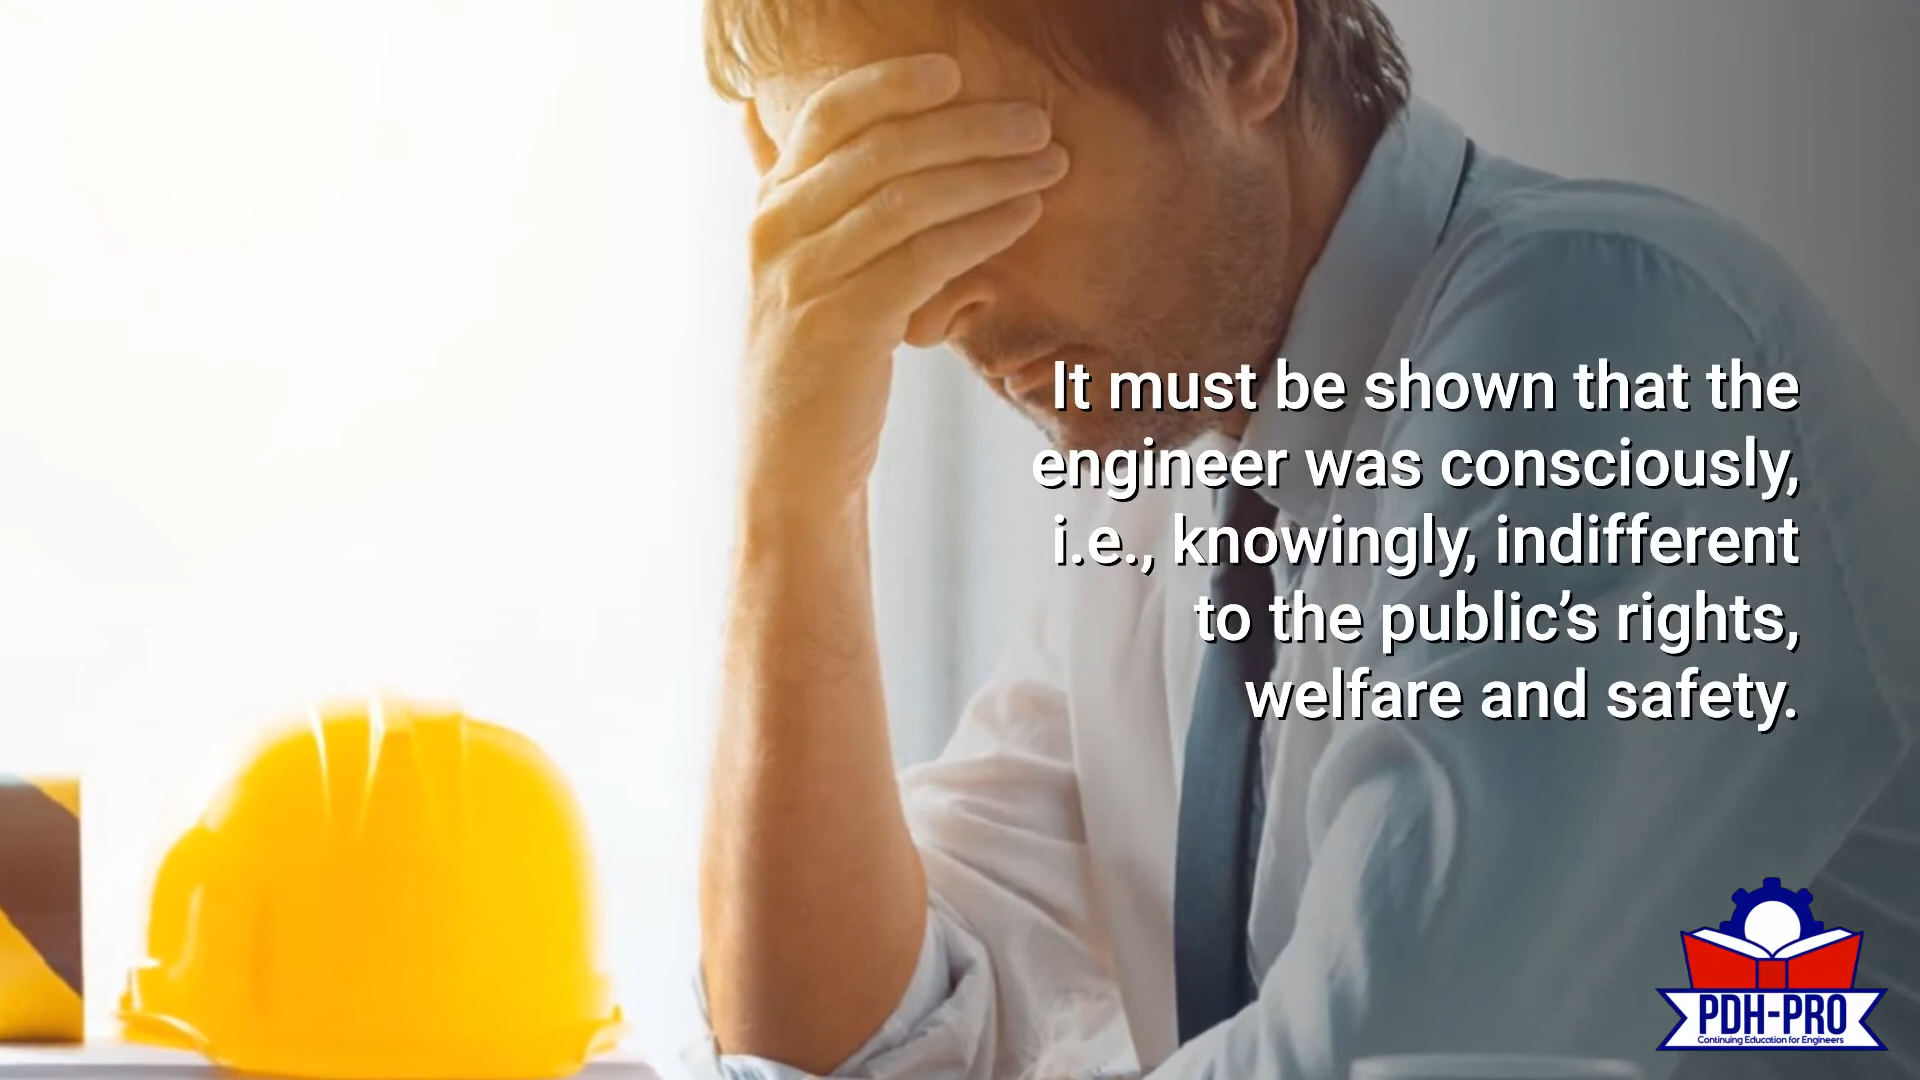 It must be shown that the
engineer was consciously,
i.e., knowingly, indifferent
to the public’s rights,
welfare and safety.
PDH-PRO
Continuing Education for Engineers